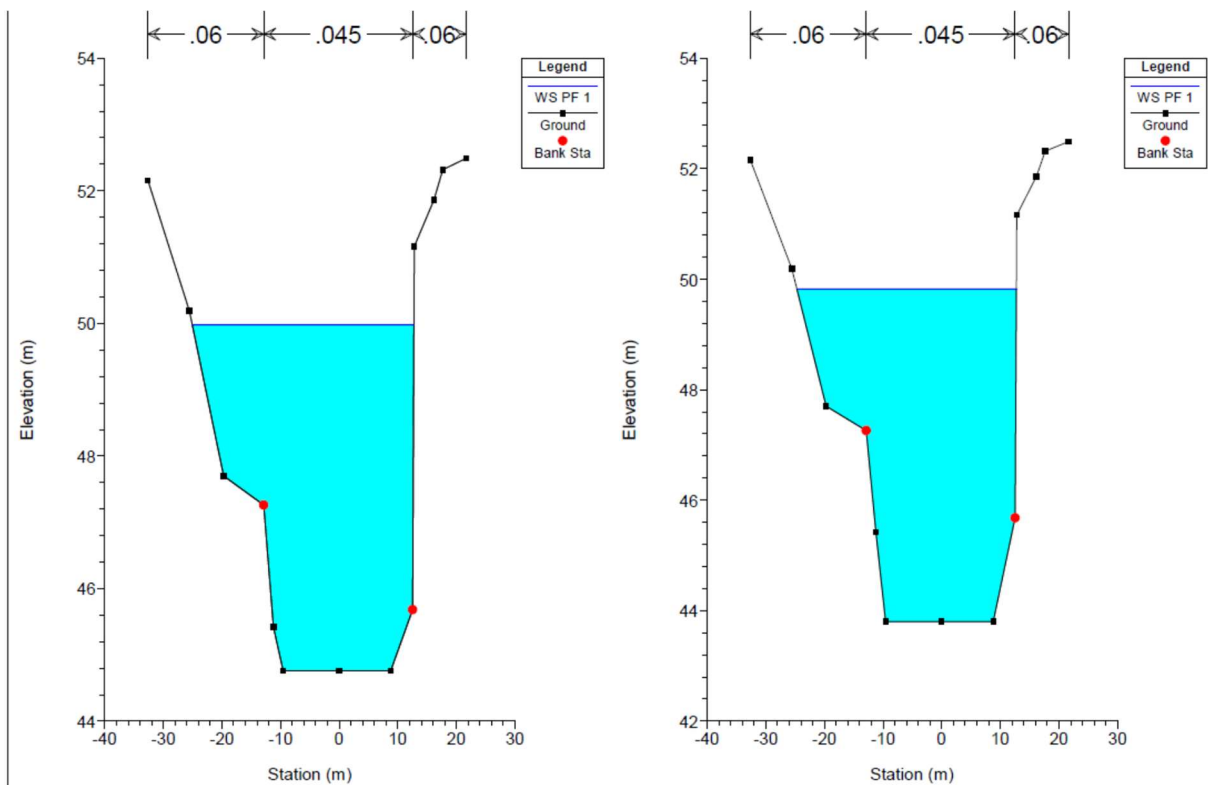 .06 .045 .06
54
52
50
48
46
44
-40 -30 -20 -10 0 10 20 30
Elevation (m)
Station (m)
Legend
WS PF 1
Ground
Bank Sta
.06 .045 .06
54
52
50
48
46
44
42
-40 -30 -20 -10 0 10 20 30
Elevation (m)
Station (m)
Legend
WS PF 1
Ground
Bank Sta